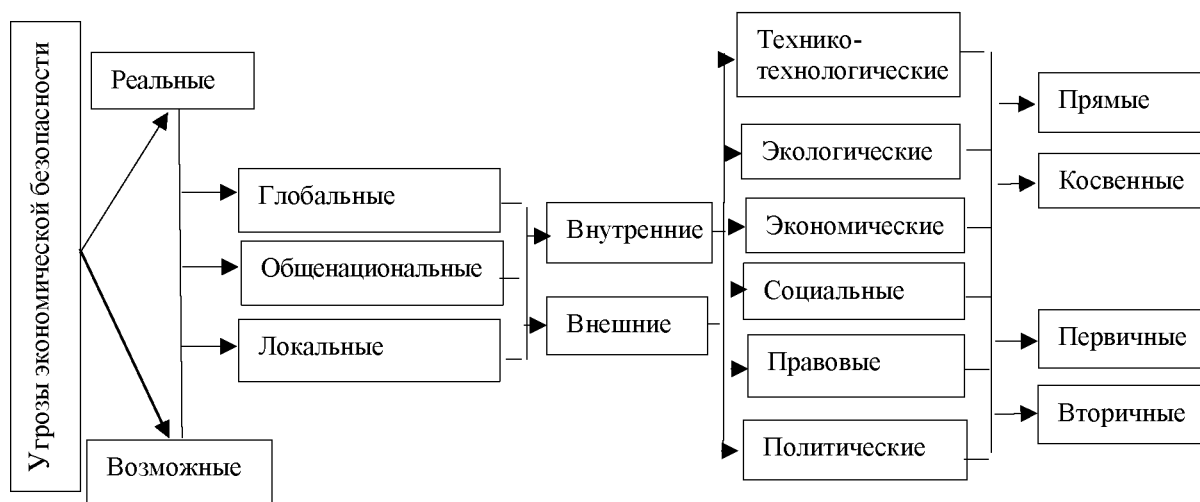 Угрозы экономической безопасности
Реальные
Возможные
Глобальные
Общенациональные
Локальные
Внутренние
Внешние
Технико-
технологические
Экологические
Экономические
Социальные
Правовые
Политические
Прямые
Косвенные
Первичные
Вторичные